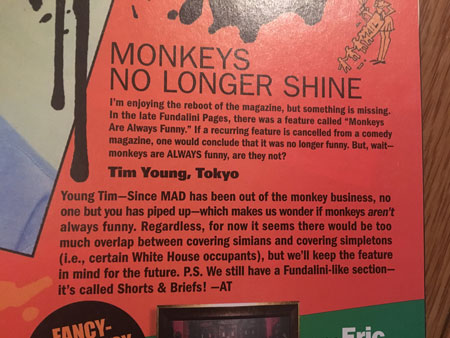 MAIL
MONKEYS
NO LONGER SHINE
I'm enjoying the reboot of the magazine, but something is missing.
In the late Fundalini Pages, there was a feature called "Monkeys
Are Always Funny." If a recurring feature is cancelled from a comedy
magazine, one would conclude that it was no longer funny. But, wait—
monkeys are ALWAYS funny, are they not?
Tim Young, Tokyo
Young Tim—Since MAD has been out of the monkey business, no
one but you has piped up—which makes us wonder if monkeys aren't
always funny. Regardless, for now it seems there would be too
much overlap between covering simians and covering simpletons
(i.e., certain White House occupants), but we'll keep the feature
in mind for the future. P.S. We still have a Fundalini-like section—
it's called Shorts & Briefs! —AT
FANCY-
Eric